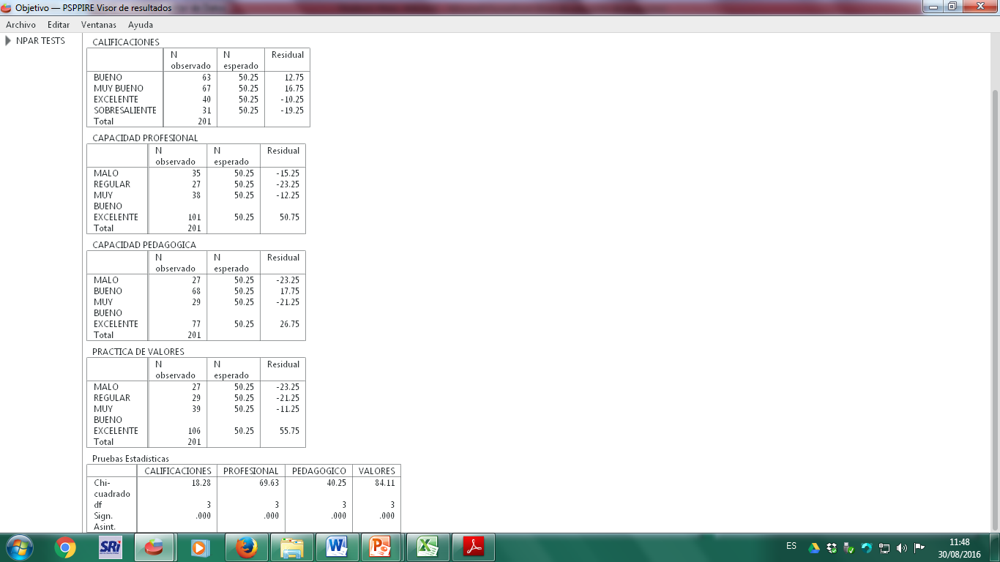 Objetivo — PSPPIRE Visor de resultados
Archivo Editar Ventanas Ayuda
NPAR TESTS
CALIFICACIONES
N observado N esperado Residual
BUENO 63 50.25 12.75
MUY BUENO 67 50.25 16.75
EXCELENTE 40 50.25 -10.25
SOBRESALIENTE 31 50.25 -19.25
Total 201
CAPACIDAD PROFESIONAL
N observado N esperado Residual
MALO 35 50.25 -15.25
REGULAR 27 50.25 -23.25
MUY BUENO 38 50.25 -12.25
EXCELENTE 101 50.25 50.75
Total 201
CAPACIDAD PEDAGOGICA
N observado N esperado Residual
MALO 27 50.25 -23.25
BUENO 68 50.25 17.75
MUY BUENO 29 50.25 -21.25
EXCELENTE 77 50.25 26.75
Total 201
PRACTICA DE VALORES
N observado N esperado Residual
MALO 27 50.25 -23.25
REGULAR 29 50.25 -21.25
MUY BUENO 39 50.25 -11.25
EXCELENTE 106 50.25 55.75
Total 201
Pruebas Estadísticas
CALIFICACIONES PROFESIONAL PEDAGOGICO VALORES
Chi-cuadrado 18.28 69.63 40.25 84.11
df 3 3 3 3
Sign. Asint. .000 .000 .000 .000
SRi
ES
11:48
30/08/2016